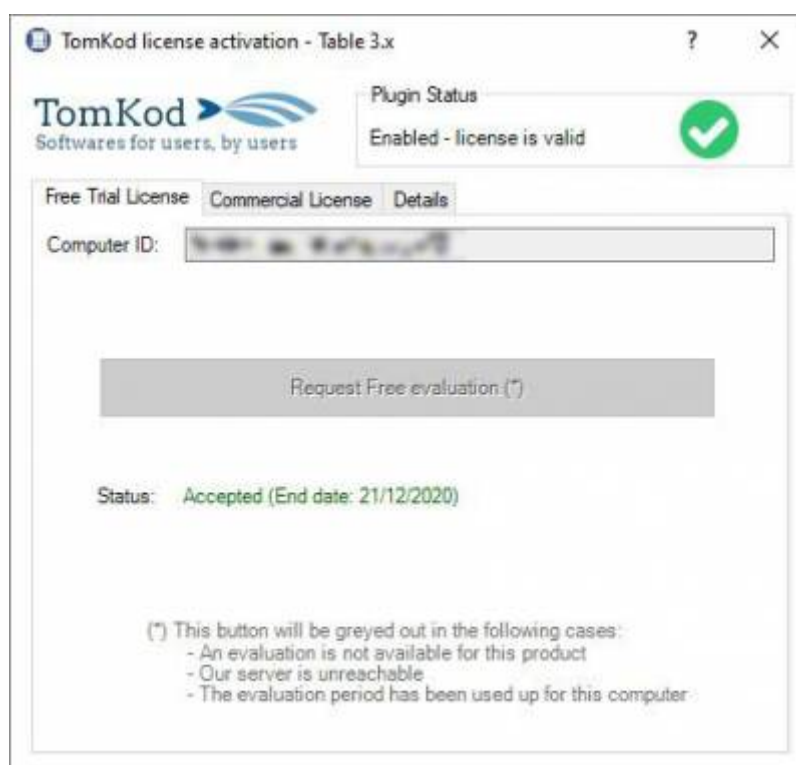 TomKod license activation - Table 3.x
?
TomKod
Softwares for users, by users
Plugin Status
Enabled - license is valid
Free Trial License
Commercial License
Details
Computer ID:
Request Free evaluation (*)
Status: Accepted (End date: 21/12/2020)
(*) This button will be greyed out in the following cases:
- An evaluation is not available for this product
- Our server is unreachable
- The evaluation period has been used up for this computer